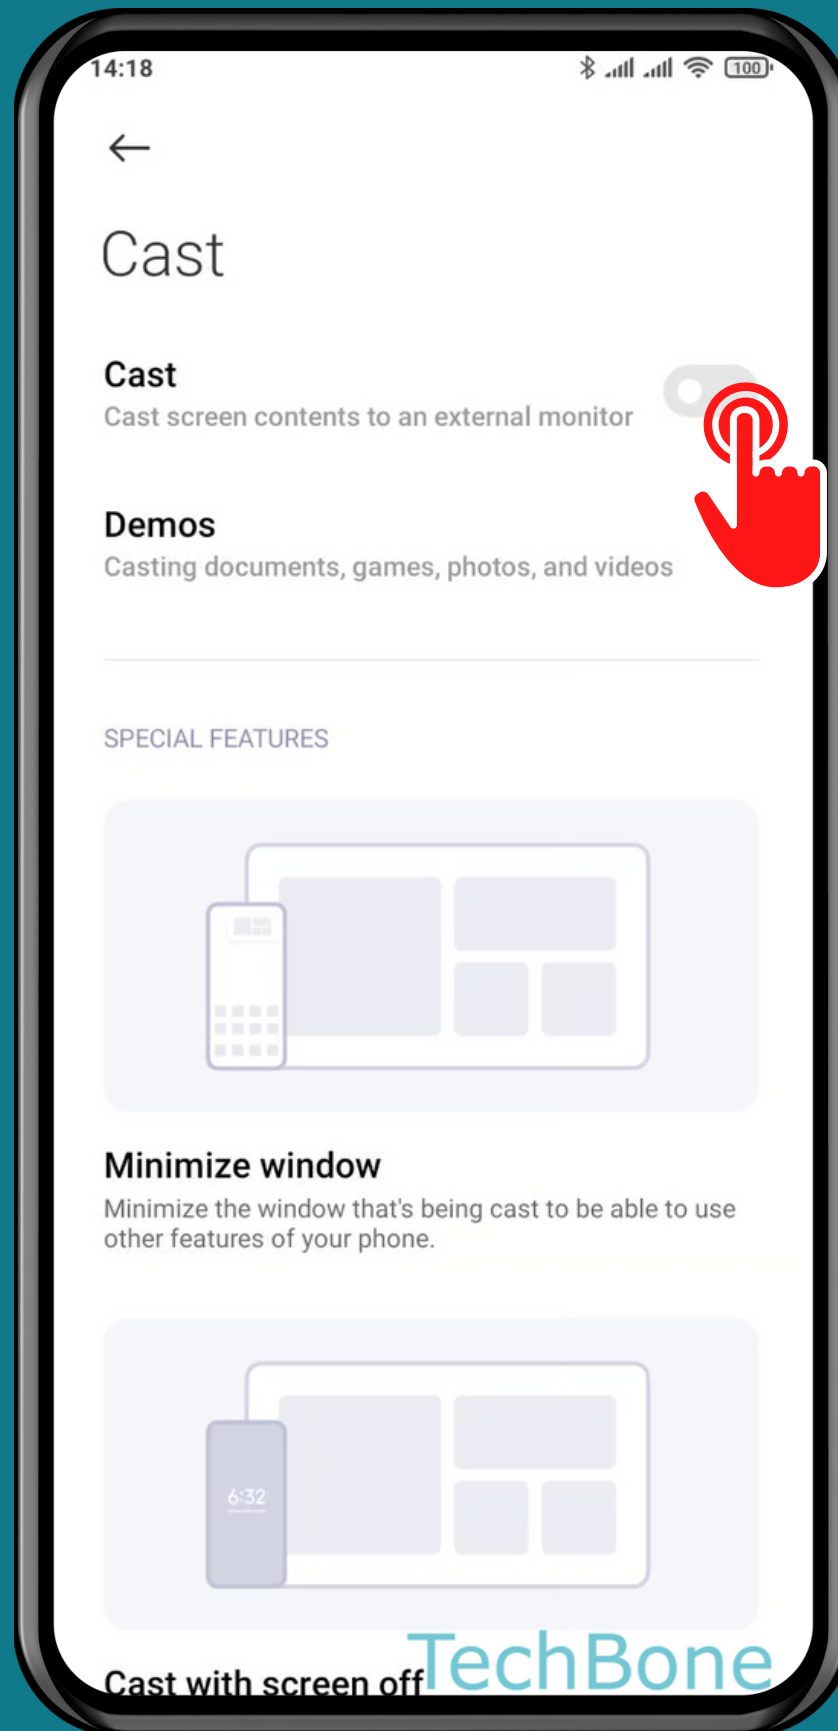 14:18
100
Cast
Cast
Cast screen contents to an external monitor
Demos
Casting documents, games, photos, and videos
SPECIAL FEATURES
Minimize window
Minimize the window that's being cast to be able to use
other features of your phone.
6:32
Cast with screen off
TechBone